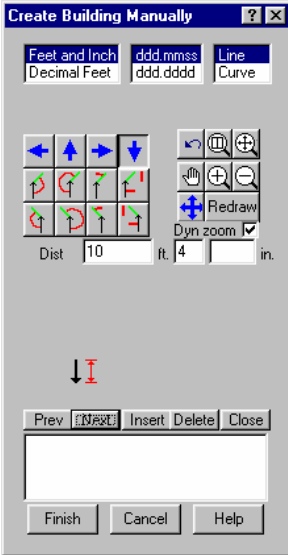 Create Building Manually ? ×
Feet and Inch ddd.mmss Line
Decimal Feet ddd.dddd Curve
Redraw
Dyn zoom
Dist 10 ft. 4 in.
Prev Next Insert Delete Close
Finish Cancel Help